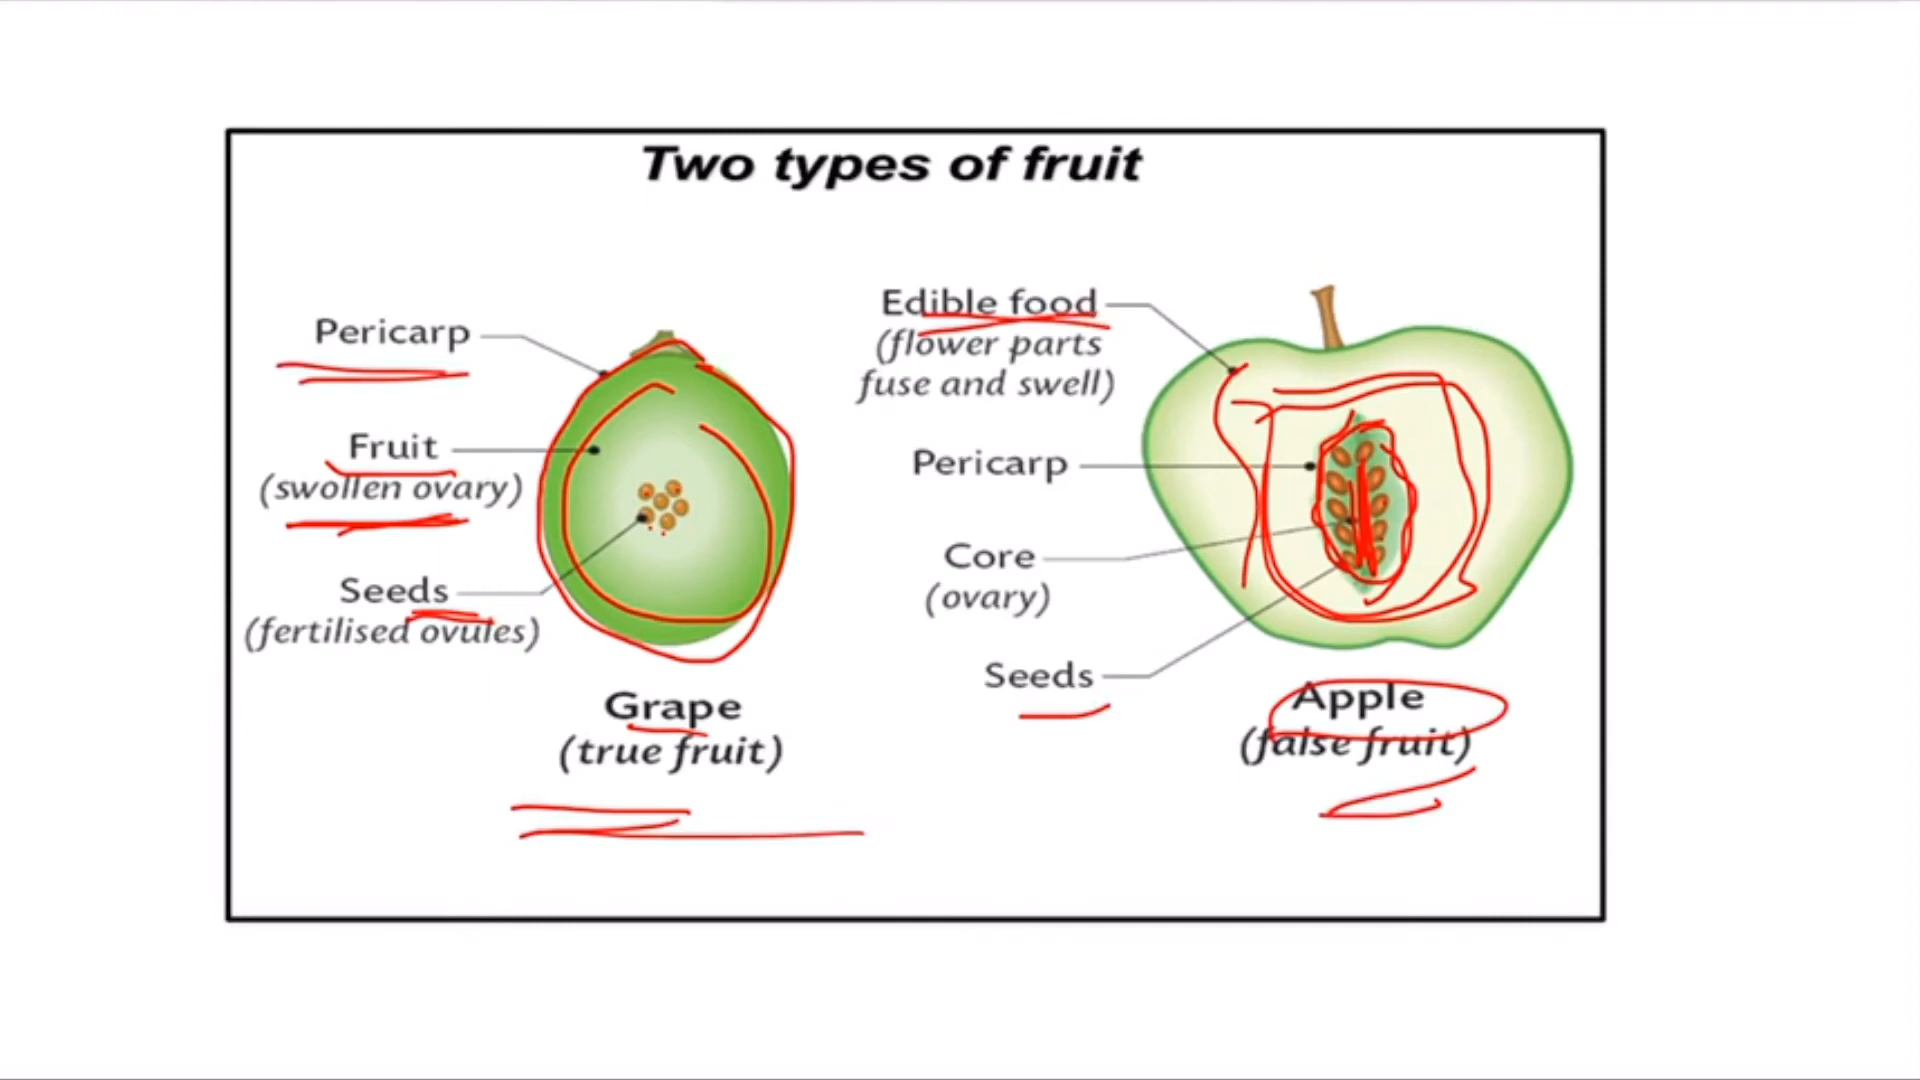 Two types of fruit
Pericarp
Fruit
(swollen ovary)
Seeds
(fertilised ovules)
Grape
(true fruit)
Edible food
(flower parts
fuse and swell)
Pericarp
Core
(ovary)
Seeds
Apple
(false fruit)